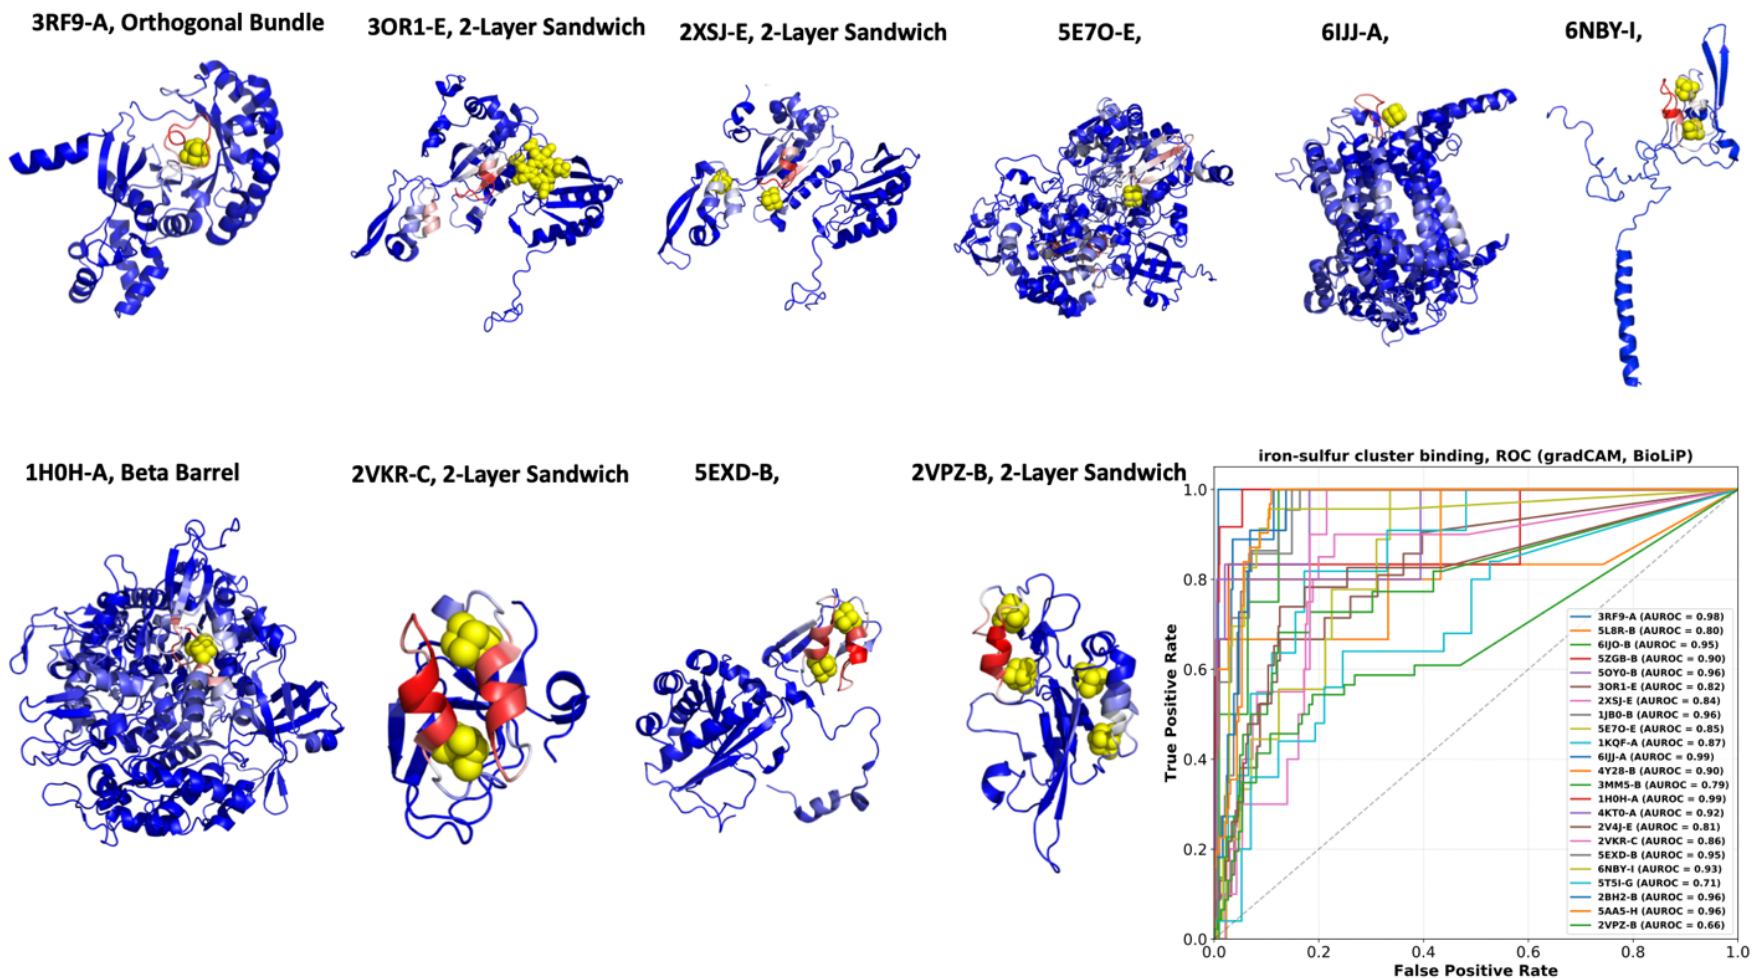 3RF9-A, Orthogonal Bundle
3OR1-E, 2-Layer Sandwich
2XSJ-E, 2-Layer Sandwich
5E7O-E,
6IJJ-A,
6NBY-I,
1H0H-A, Beta Barrel
2VKR-C, 2-Layer Sandwich
5EXD-B,
2VPZ-B, 2-Layer Sandwich
iron-sulfur cluster binding, ROC (gradCAM, BioLiP)
True Positive Rate
1.0
0.8
0.6
0.4
0.2
0.0
3RF9-A (AUROC = 0.98)
5L8R-B (AUROC = 0.80)
6IJO-B (AUROC = 0.95)
5ZGB-B (AUROC = 0.90)
5OY0-B (AUROC = 0.96)
3OR1-E (AUROC = 0.82)
2XSJ-E (AUROC = 0.84)
1JB0-B (AUROC = 0.96)
5E7O-E (AUROC = 0.85)
1KQF-A (AUROC = 0.87)
6IJJ-A (AUROC = 0.99)
4Y28-B (AUROC = 0.90)
3MM5-B (AUROC = 0.79)
1H0H-A (AUROC = 0.99)
4KT0-A (AUROC = 0.92)
2V4J-E (AUROC = 0.81)
2VKR-C (AUROC = 0.86)
5EXD-B (AUROC = 0.95)
6NBY-I (AUROC = 0.93)
5T5I-G (AUROC = 0.71)
2BH2-B (AUROC = 0.96)
5AA5-H (AUROC = 0.96)
2VPZ-B (AUROC = 0.66)
0.0 0.2 0.4 0.6 0.8 1.0
False Positive Rate